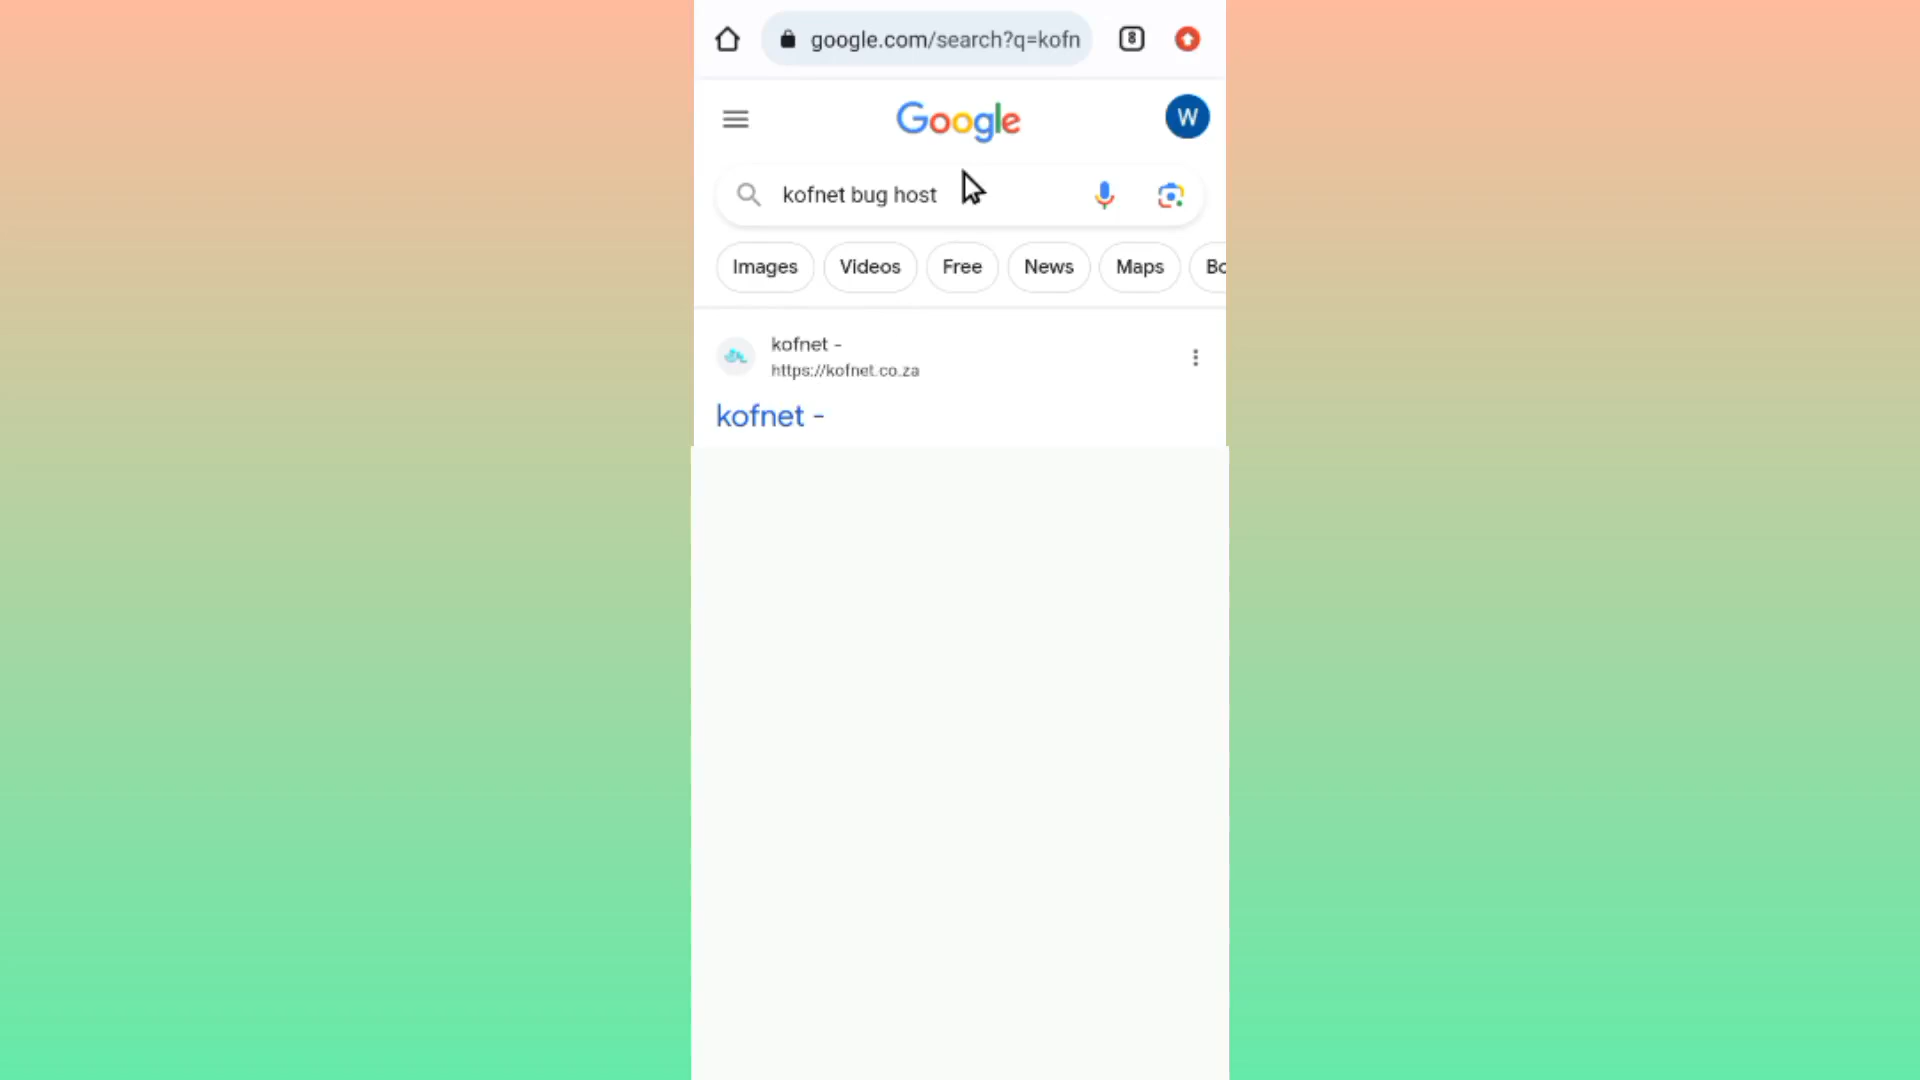 google.com/search?q=kofn
8
Google
W
kofnet bug host
Images
Videos
Free
News
Maps
Bo
kofnet -
https://kofnet.co.za
kofnet -